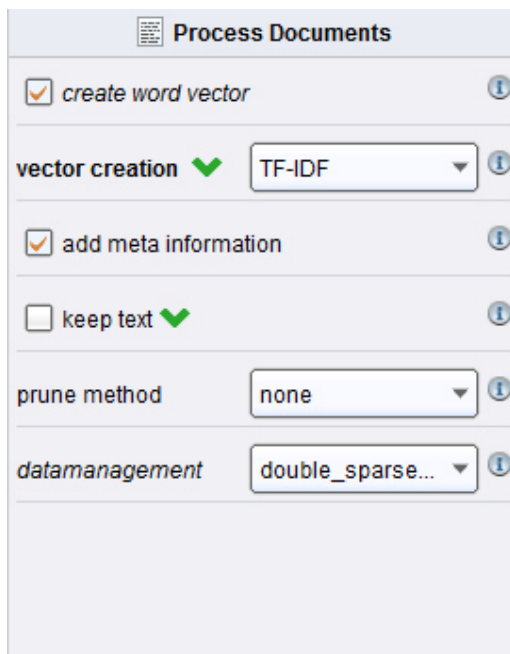 Process Documents
create word vector
vector creation TF-IDF
add meta information
keep text
prune method none
datamanagement double_sparse...